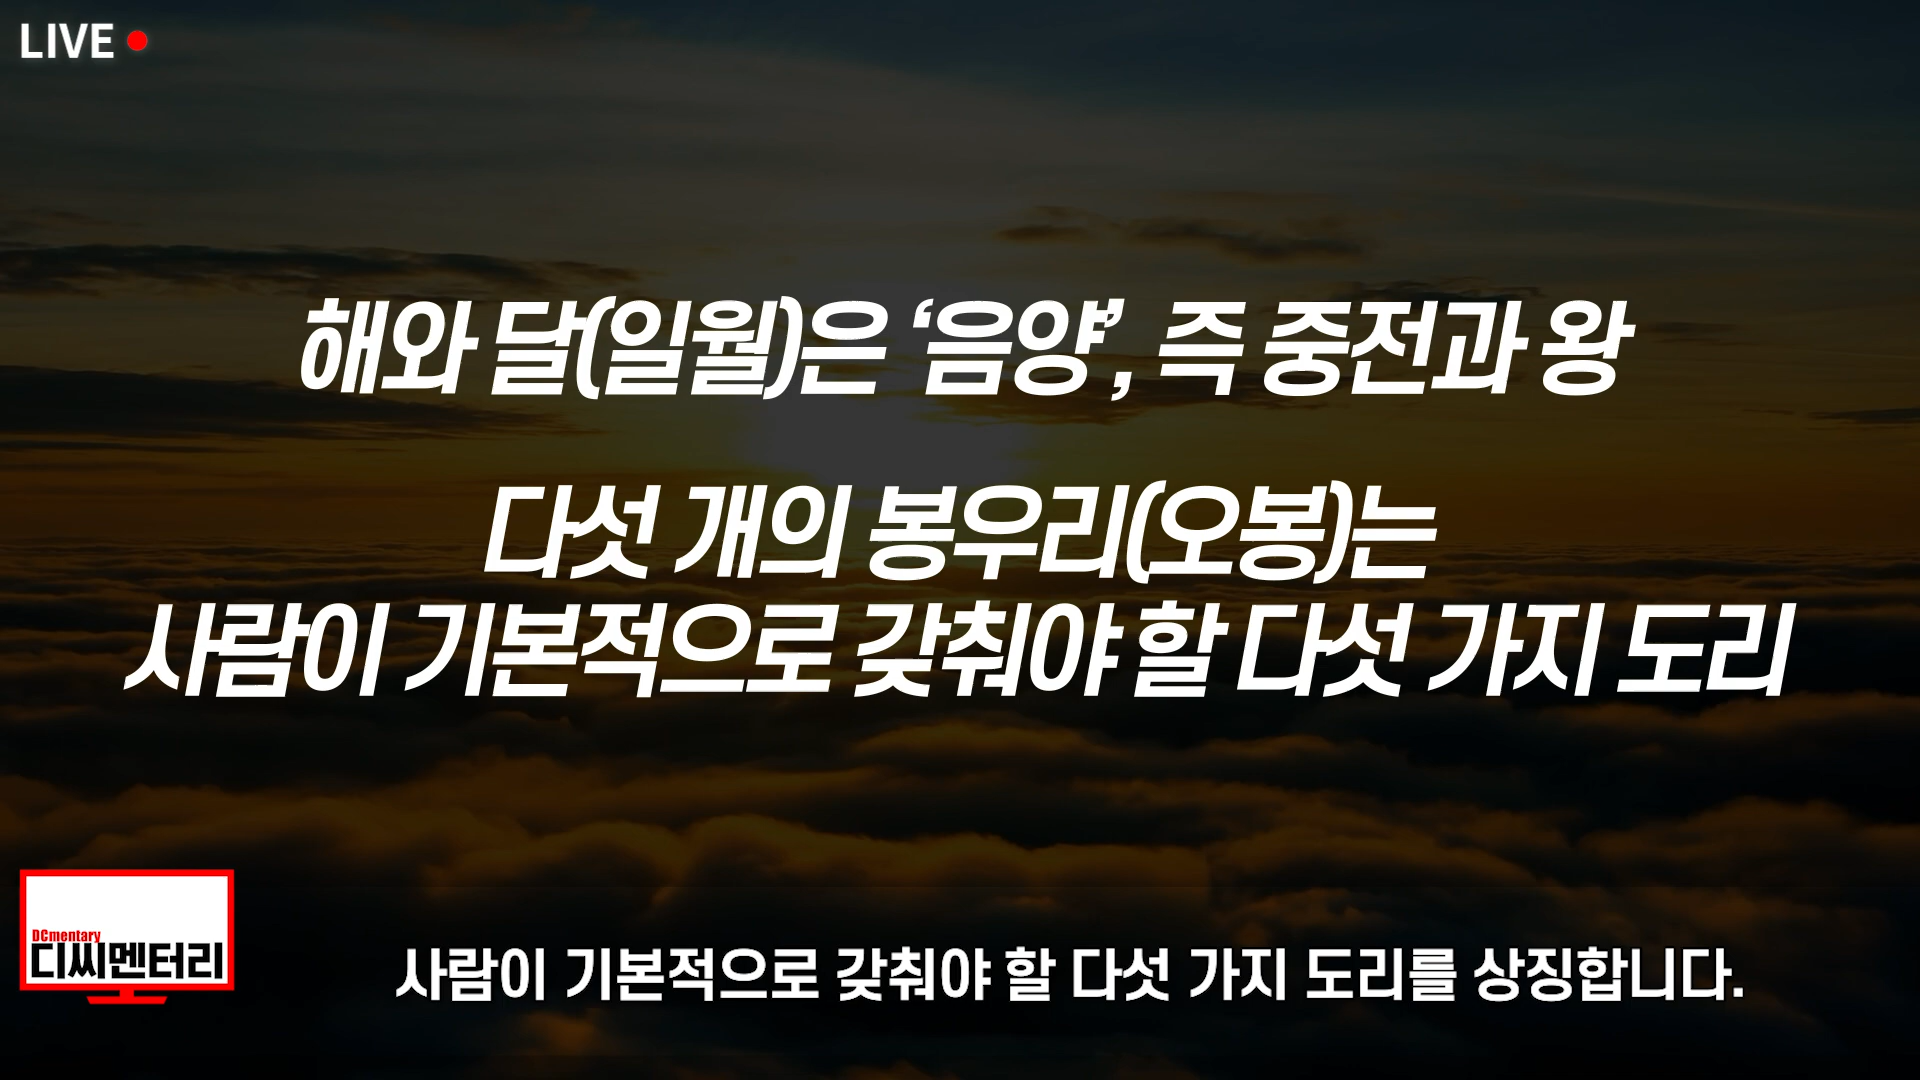 LIVE
해와 달(일월)은 ‘음양’, 즉 중전과 왕
다섯 개의 봉우리(오봉)는
사람이 기본적으로 갖춰야 할 다섯 가지 도리
DCmentary
디씨멘터리
사람이 기본적으로 갖춰야 할 다섯 가지 도리를 상징합니다.